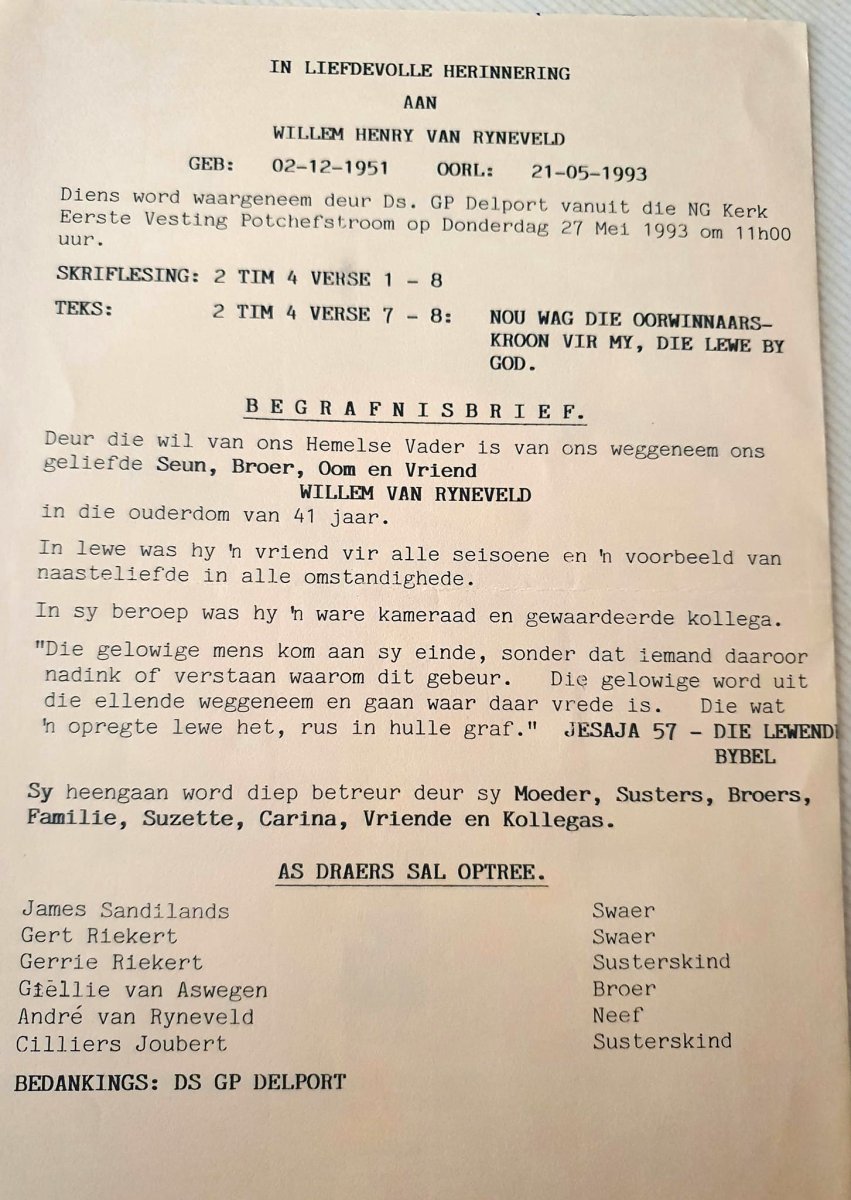 IN LIEFDEVOLLE HERINNERING
AAN
WILLEM HENRY VAN RYNEVELD
GEB: 02-12-1951 OORL: 21-05-1993
Diens word waargeneem deur Ds. GP Delport vanuit die NG Kerk
Eerste Vesting Potchefstroom op Donderdag 27 Mei 1993 om 11h00
uur.
SKRIFLESING: 2 TIM 4 VERSE 1 - 8
TEKS: 2 TIM 4 VERSE 7 - 8: NOU WAG DIE OORWINNAARS-
KROON VIR MY, DIE LEWE BY
GOD.
BEGRAFNISBRIEF.
Deur die wil van ons Hemelse Vader is van ons weggeneem ons
geliefde Seun, Broer, Oom en Vriend
WILLEM VAN RYNEVELD
in die ouderdom van 41 jaar.
In lewe was hy 'n vriend vir alle seisoene en 'n voorbeeld van
naasteliefde in alle omstandighede.
In sy beroep was hy 'n ware kameraad en gewaardeerde kollega.
"Die gelowige mens kom aan sy einde, sonder dat iemand daaroor
nadink of verstaan waarom dit gebeur. Die gelowige word uit
die ellende weggeneem en gaan waar daar vrede is. Die wat
'n opregte lewe het, rus in hulle graf." JESAJA 57 - DIE LEWENDE
BYBEL
Sy heengaan word diep betreur deur sy Moeder, Susters, Broers,
Familie, Suzette, Carina, Vriende en Kollegas.
AS DRAERS SAL OPTREE.
James Sandilands Swaer
Gert Riekert Swaer
Gerrie Riekert Susterskind
Giëllie van Aswegen Broer
André van Ryneveld Neef
Cilliers Joubert Susterskind
BEDANKINGS: DS GP DELPORT